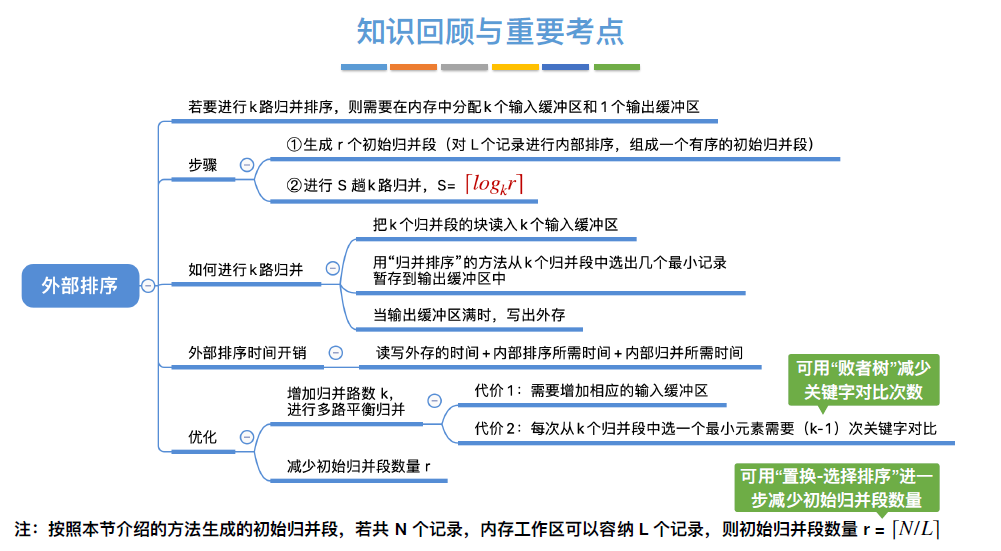 知识回顾与重要考点
若要进行k路归并排序，则需要在内存中分配k个输入缓冲区和1个输出缓冲区
步骤
①生成 r 个初始归并段（对 L个记录进行内部排序，组成一个有序的初始归并段）
②进行 S 趟k路归并，S= ⌈logₖr⌉
外部排序
如何进行k路归并
把k个归并段的块读入k个输入缓冲区
用“归并排序”的方法从k个归并段中选出几个最小记录
暂存到输出缓冲区中
当输出缓冲区满时，写出外存
外部排序时间开销
读写外存的时间+内部排序所需时间+内部归并所需时间
优化
增加归并路数 k，
进行多路平衡归并
代价1：需要增加相应的输入缓冲区
可用“败者树”减少
关键字对比次数
代价2：每次从k个归并段中选一个最小元素需要（k-1）次关键字对比
减少初始归并段数量 r
可用“置换-选择排序”进一
步减少初始归并段数量
注：按照本节介绍的方法生成的初始归并段，若共 N 个记录，内存工作区可以容纳 L 个记录，则初始归并段数量 r = ⌈N/L⌉